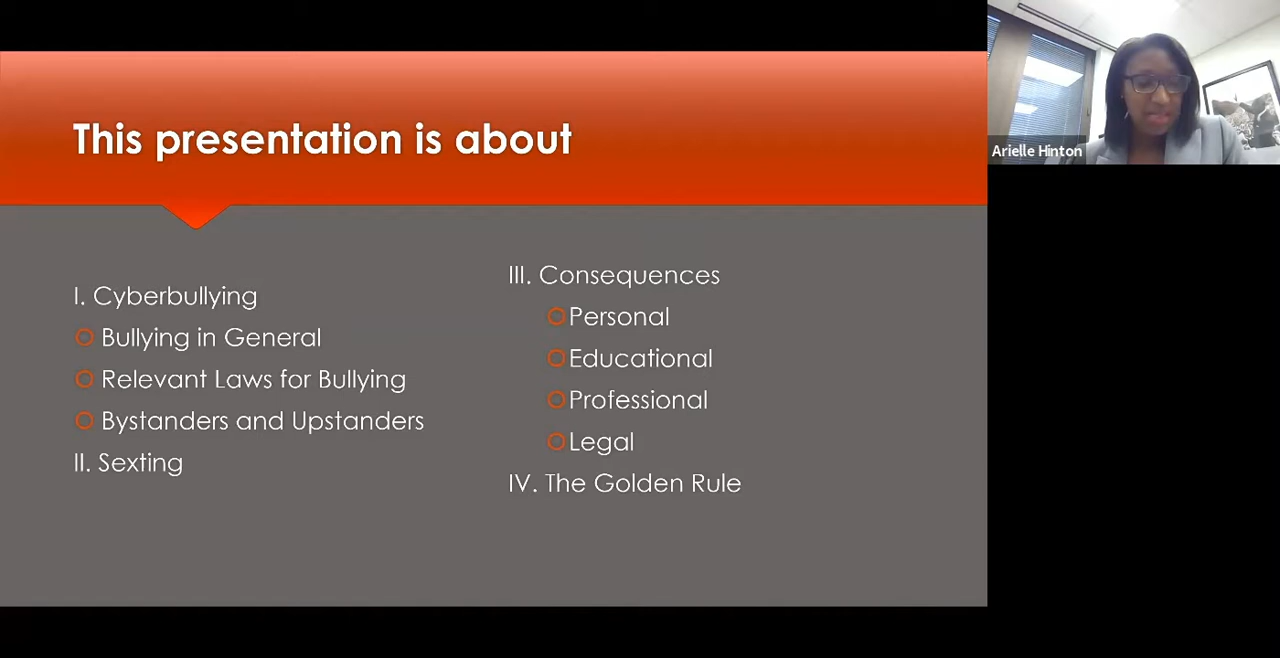 This presentation is about
I. Cyberbullying
Bullying in General
Relevant Laws for Bullying
Bystanders and Upstanders
II. Sexting
III. Consequences
Personal
Educational
Professional
Legal
IV. The Golden Rule
Arielle Hinton